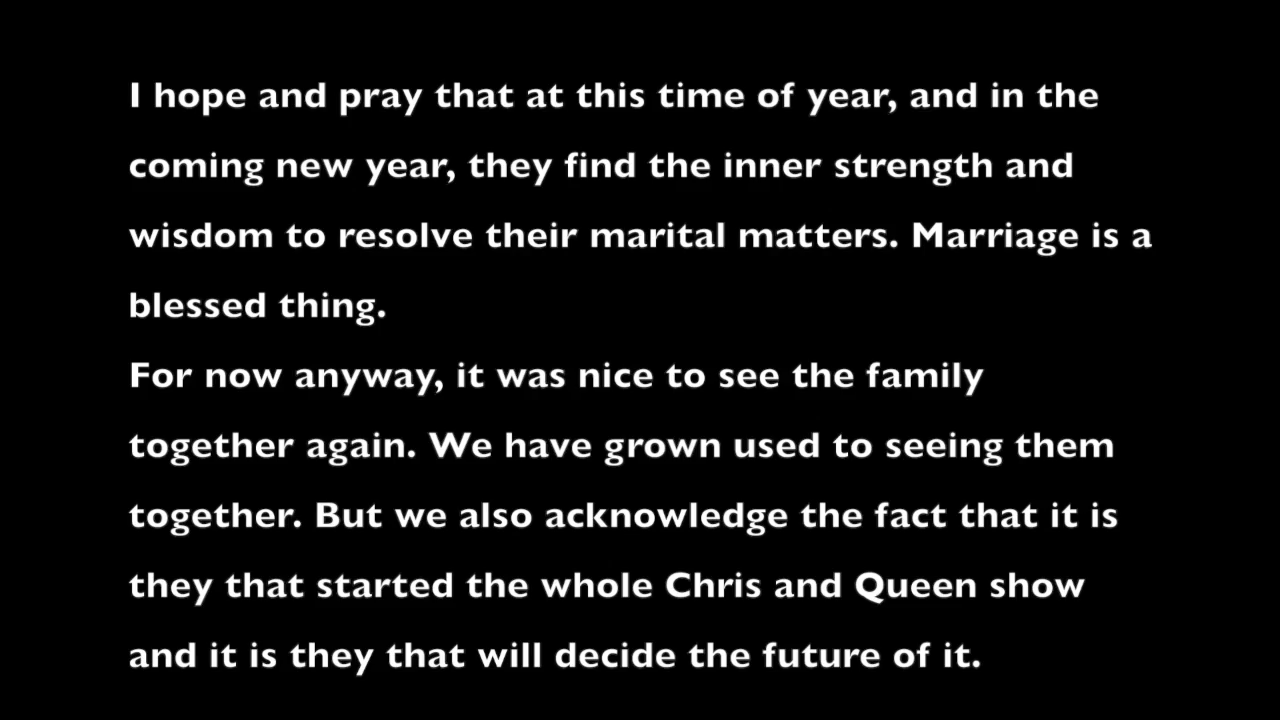 I hope and pray that at this time of year, and in the
coming new year, they find the inner strength and
wisdom to resolve their marital matters. Marriage is a
blessed thing.
For now anyway, it was nice to see the family
together again. We have grown used to seeing them
together. But we also acknowledge the fact that it is
they that started the whole Chris and Queen show
and it is they that will decide the future of it.